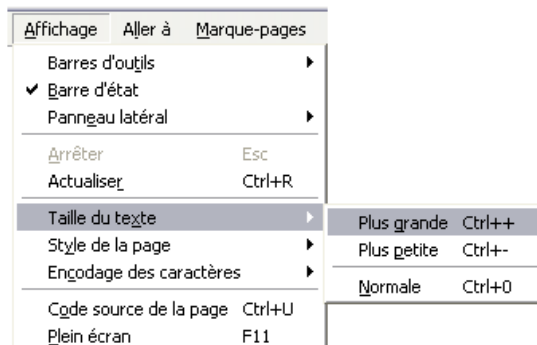 Affichage Aller à Marque-pages
Barres d'outils
Barre d'état
Panneau latéral
Arrêter Esc
Actualiser Ctrl+R
Taille du texte
Plus grande Ctrl++
Style de la page
Plus petite Ctrl+-
Encodage des caractères
Normale Ctrl+0
Code source de la page Ctrl+U
Plein écran F11